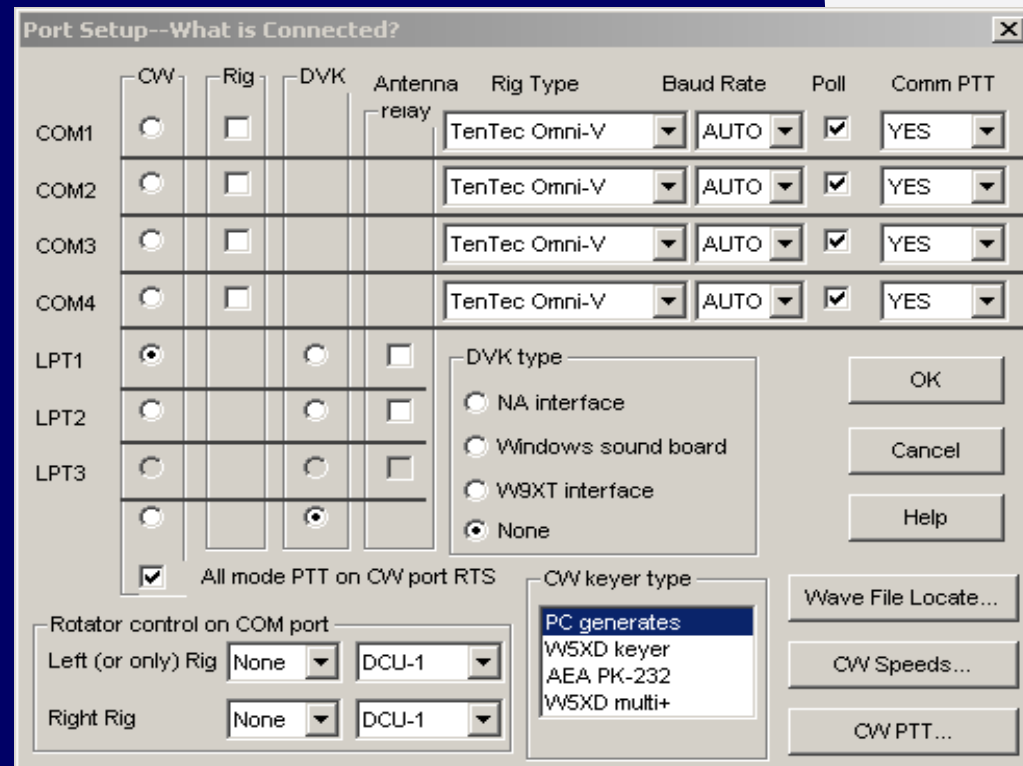 Port Setup--What is Connected?
CW Rig DVK Antenna relay Rig Type Baud Rate Poll Comm PTT
COM1 TenTec Omni-V AUTO YES
COM2 TenTec Omni-V AUTO YES
COM3 TenTec Omni-V AUTO YES
COM4 TenTec Omni-V AUTO YES
LPT1
LPT2
LPT3
DVK type
NA interface
Windows sound board
W9XT interface
None
OK
Cancel
Help
All mode PTT on CW port RTS
Rotator control on COM port
Left (or only) Rig None DCU-1
Right Rig None DCU-1
CW keyer type
PC generates
W5XD keyer
AEA PK-232
W5XD multi+
Wave File Locate...
CW Speeds...
CW PTT...